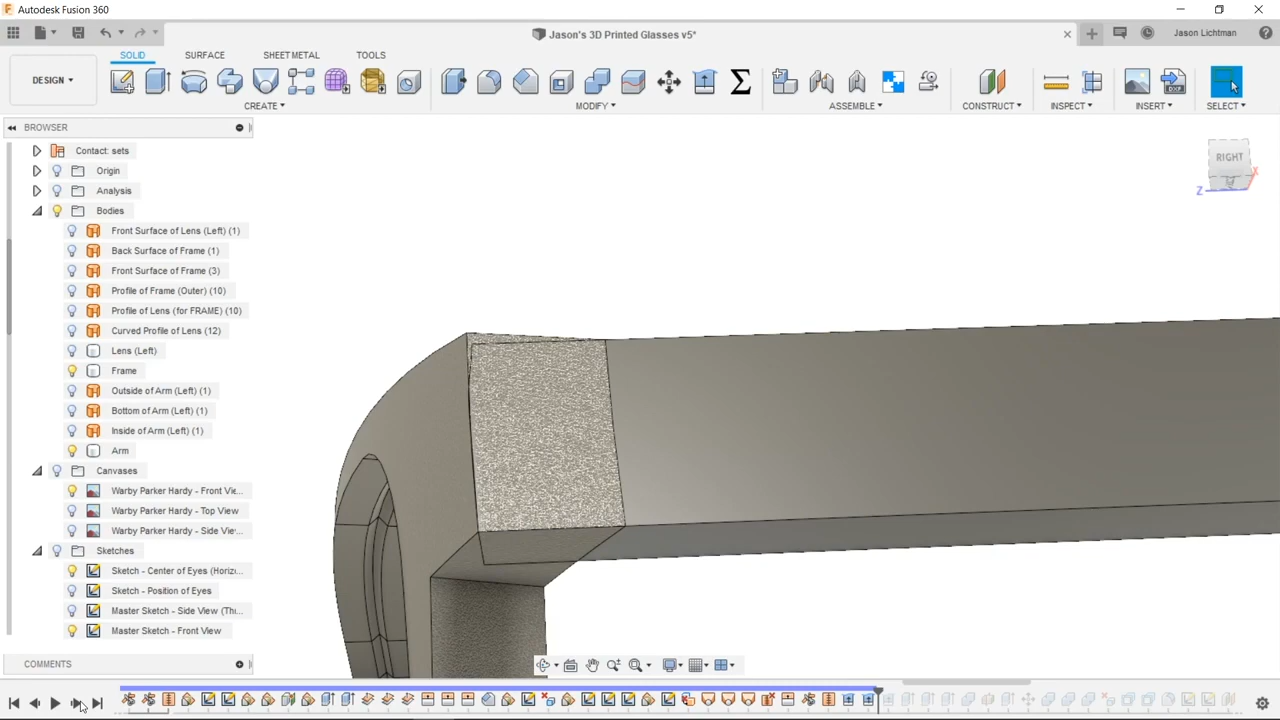 Autodesk Fusion 360
Jason's 3D Printed Glasses v5*
Jason Lichtman
DESIGN
SOLID SURFACE SHEET METAL TOOLS
CREATE MODIFY ASSEMBLE CONSTRUCT INSPECT INSERT SELECT
BROWSER
Contact: sets
Origin
Analysis
Bodies
Front Surface of Lens (Left) (1)
Back Surface of Frame (1)
Front Surface of Frame (3)
Profile of Frame (Outer) (10)
Profile of Lens (for FRAME) (10)
Curved Profile of Lens (12)
Lens (Left)
Frame
Outside of Arm (Left) (1)
Bottom of Arm (Left) (1)
Inside of Arm (Left) (1)
Arm
Canvases
Warby Parker Hardy - Front Vie...
Warby Parker Hardy - Top View
Warby Parker Hardy - Side Vie...
Sketches
Sketch - Center of Eyes (Horizo...
Sketch - Position of Eyes
Master Sketch - Side View (Thi...
Master Sketch - Front View
COMMENTS
RIGHT
X
Z